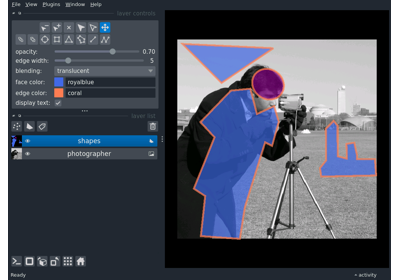 File View Plugins Window Help
layer controls
opacity: 0.70
edge width: 5
blending: translucent
face color: royalblue
edge color: coral
display text:
layer list
shapes
photographer
Ready
activity